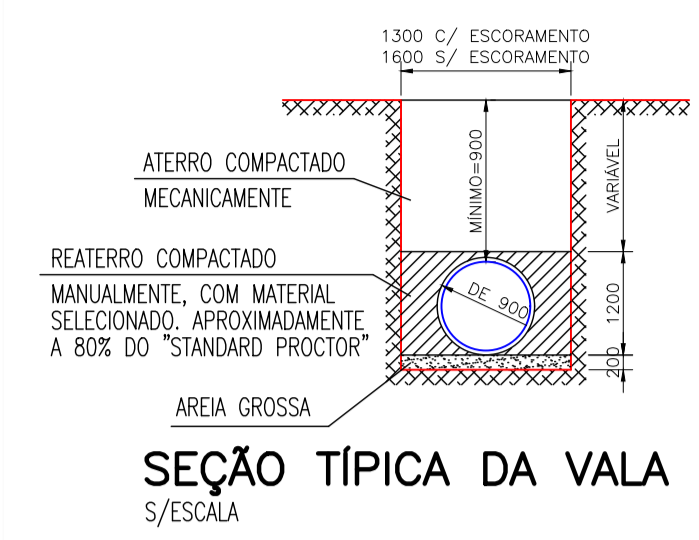 1300 C/ ESCORAMENTO
1600 S/ ESCORAMENTO
MÍNIMO=900
VARIÁVEL
ATERRO COMPACTADO
MECANICAMENTE
REATERRO COMPACTADO
MANUALMENTE, COM MATERIAL
SELECIONADO. APROXIMADAMENTE
A 80% DO "STANDARD PROCTOR"
DE 900
1200
200
AREIA GROSSA
SEÇÃO TÍPICA DA VALA
S/ESCALA